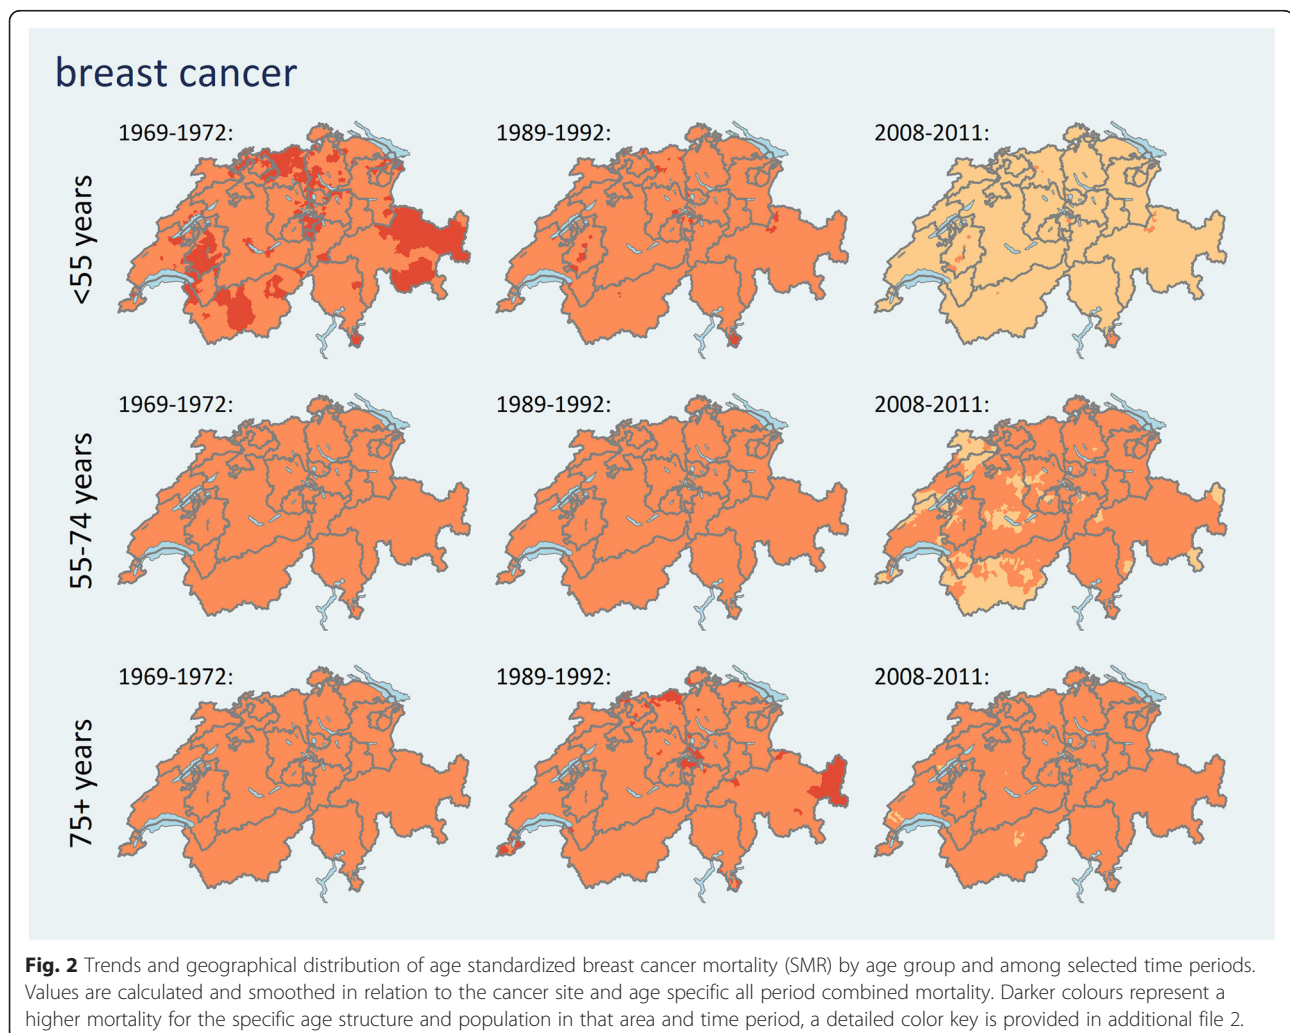 breast cancer
1969-1972:
1989-1992:
2008-2011:
<55 years
1969-1972:
1989-1992:
2008-2011:
55-74 years
1969-1972:
1989-1992:
2008-2011:
75+ years
Fig. 2 Trends and geographical distribution of age standardized breast cancer mortality (SMR) by age group and among selected time periods.
Values are calculated and smoothed in relation to the cancer site and age specific all period combined mortality. Darker colours represent a
higher mortality for the specific age structure and population in that area and time period, a detailed color key is provided in additional file 2.